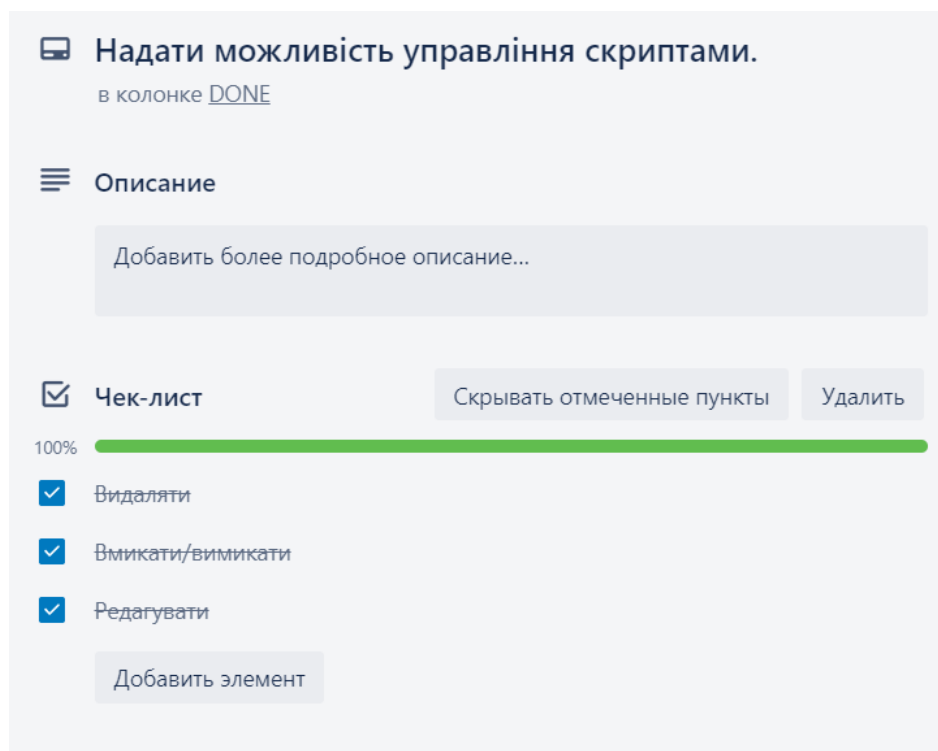 Надати можливість управління скриптами.
в колонке DONE
Описание
Добавить более подробное описание...
Чек-лист
Скрывать отмеченные пункты
Удалить
100%
Видаляти
Вмикати/вимикати
Редагувати
Добавить элемент